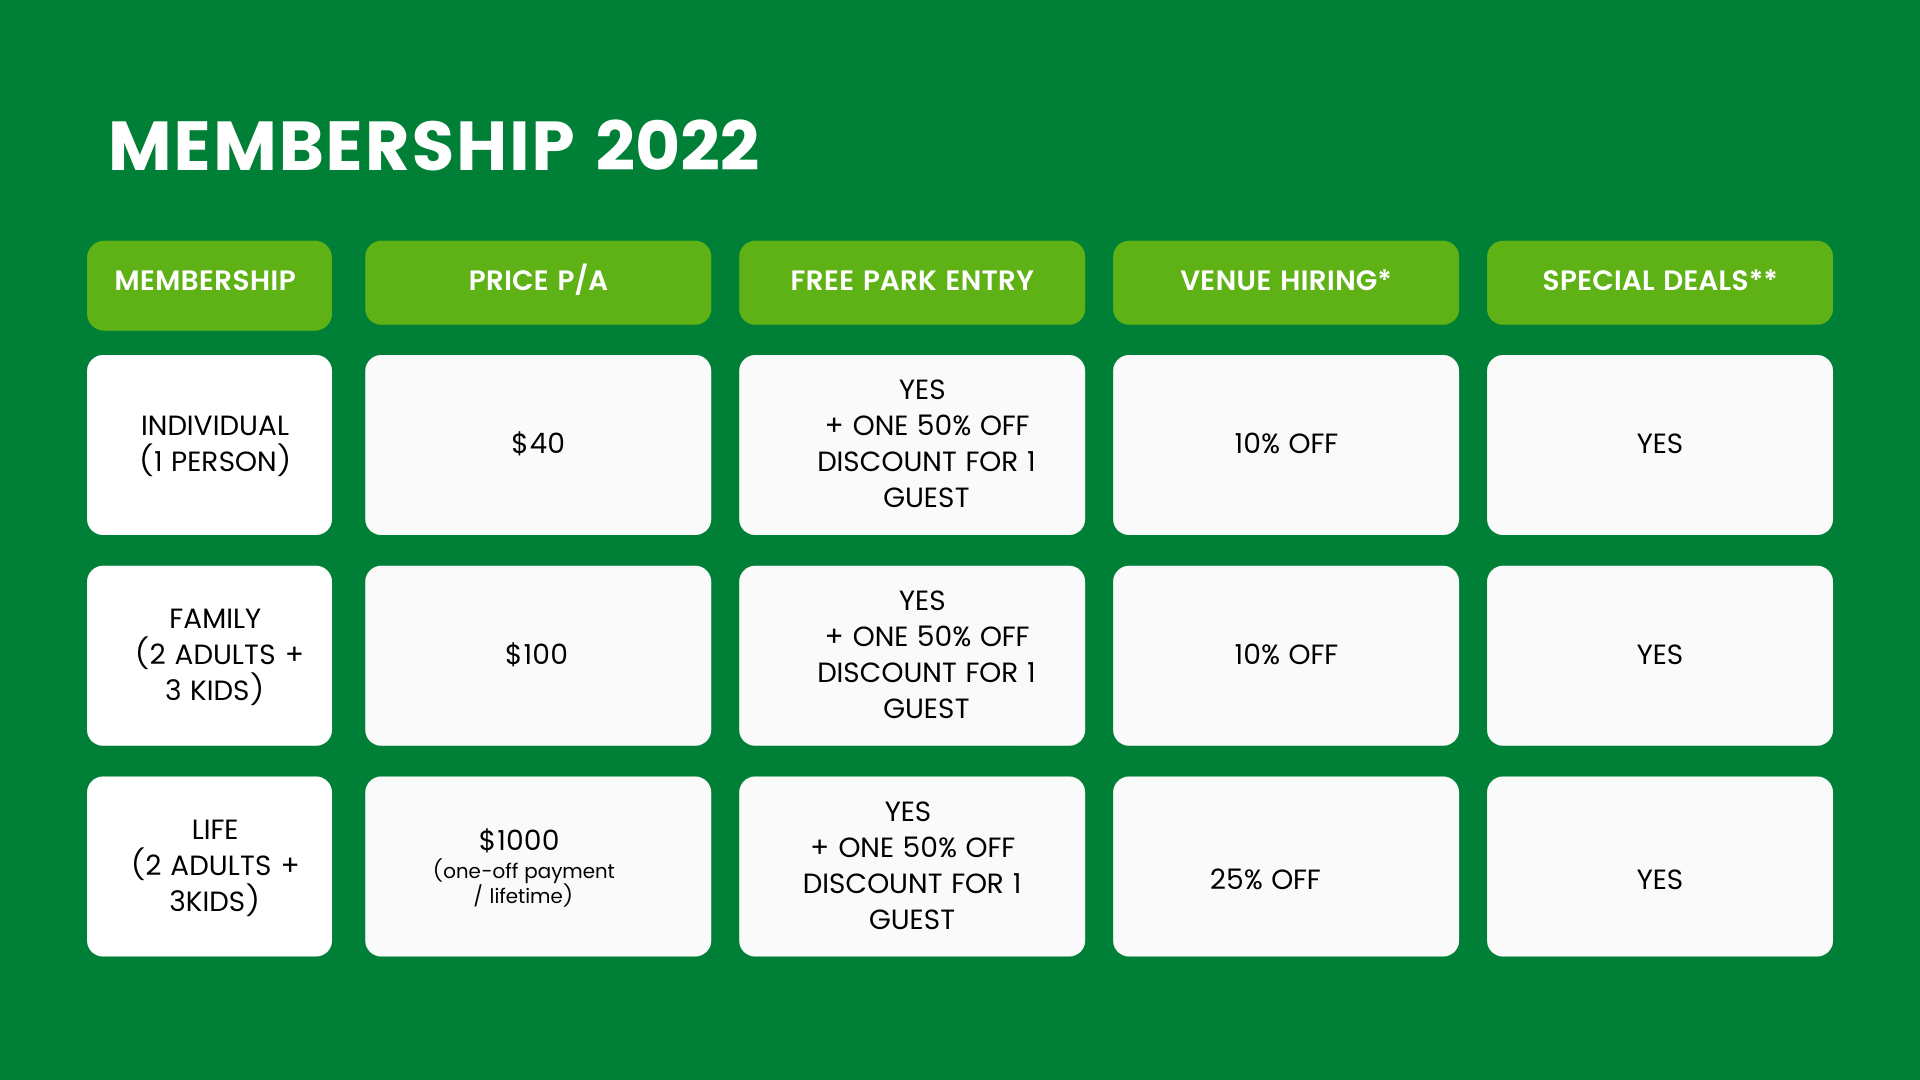 MEMBERSHIP 2022
MEMBERSHIP
PRICE P/A
FREE PARK ENTRY
VENUE HIRING*
SPECIAL DEALS**
INDIVIDUAL
(1 PERSON)
$40
YES
+ ONE 50% OFF
DISCOUNT FOR 1
GUEST
10% OFF
YES
FAMILY
(2 ADULTS +
3 KIDS)
$100
YES
+ ONE 50% OFF
DISCOUNT FOR 1
GUEST
10% OFF
YES
LIFE
(2 ADULTS +
3KIDS)
$1000
(one-off payment
/ lifetime)
YES
+ ONE 50% OFF
DISCOUNT FOR 1
GUEST
25% OFF
YES